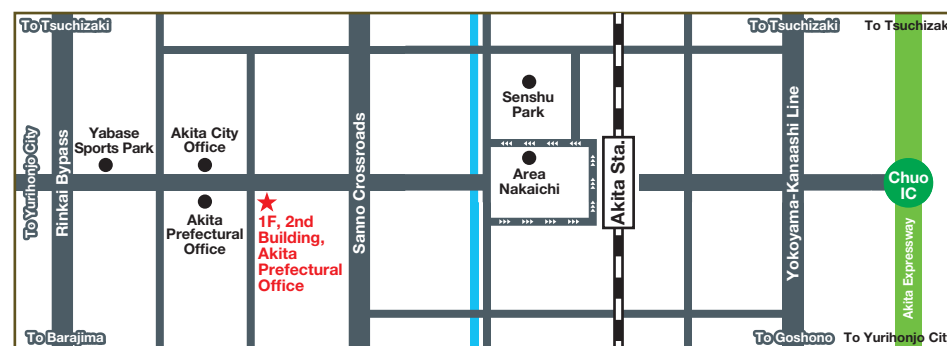 To Tsuchizaki
To Tsuchizaki
To Tsuchizaki
To Yurihonjo City
Rinkai Bypass
Yabase
Sports Park
Akita City
Office
Akita
Prefectural
Office
1F, 2nd
Building,
Akita
Prefectural
Office
Sanno Crossroads
Senshu
Park
Area
Nakaichi
Akita Sta.
Yokoyama-Kanaashi Line
Chuo
IC
Akita Expressway
To Barajima
To Goshono
To Yurihonjo City